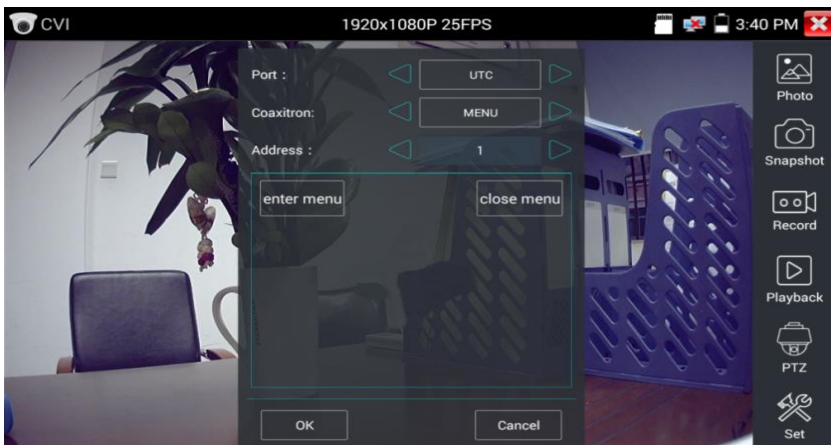 CVI 1920x1080P 25FPS 3:40 PM
Port : UTC
Coaxitron: MENU
Address : 1
enter menu close menu
OK Cancel
Photo
Snapshot
Record
Playback
PTZ
Set